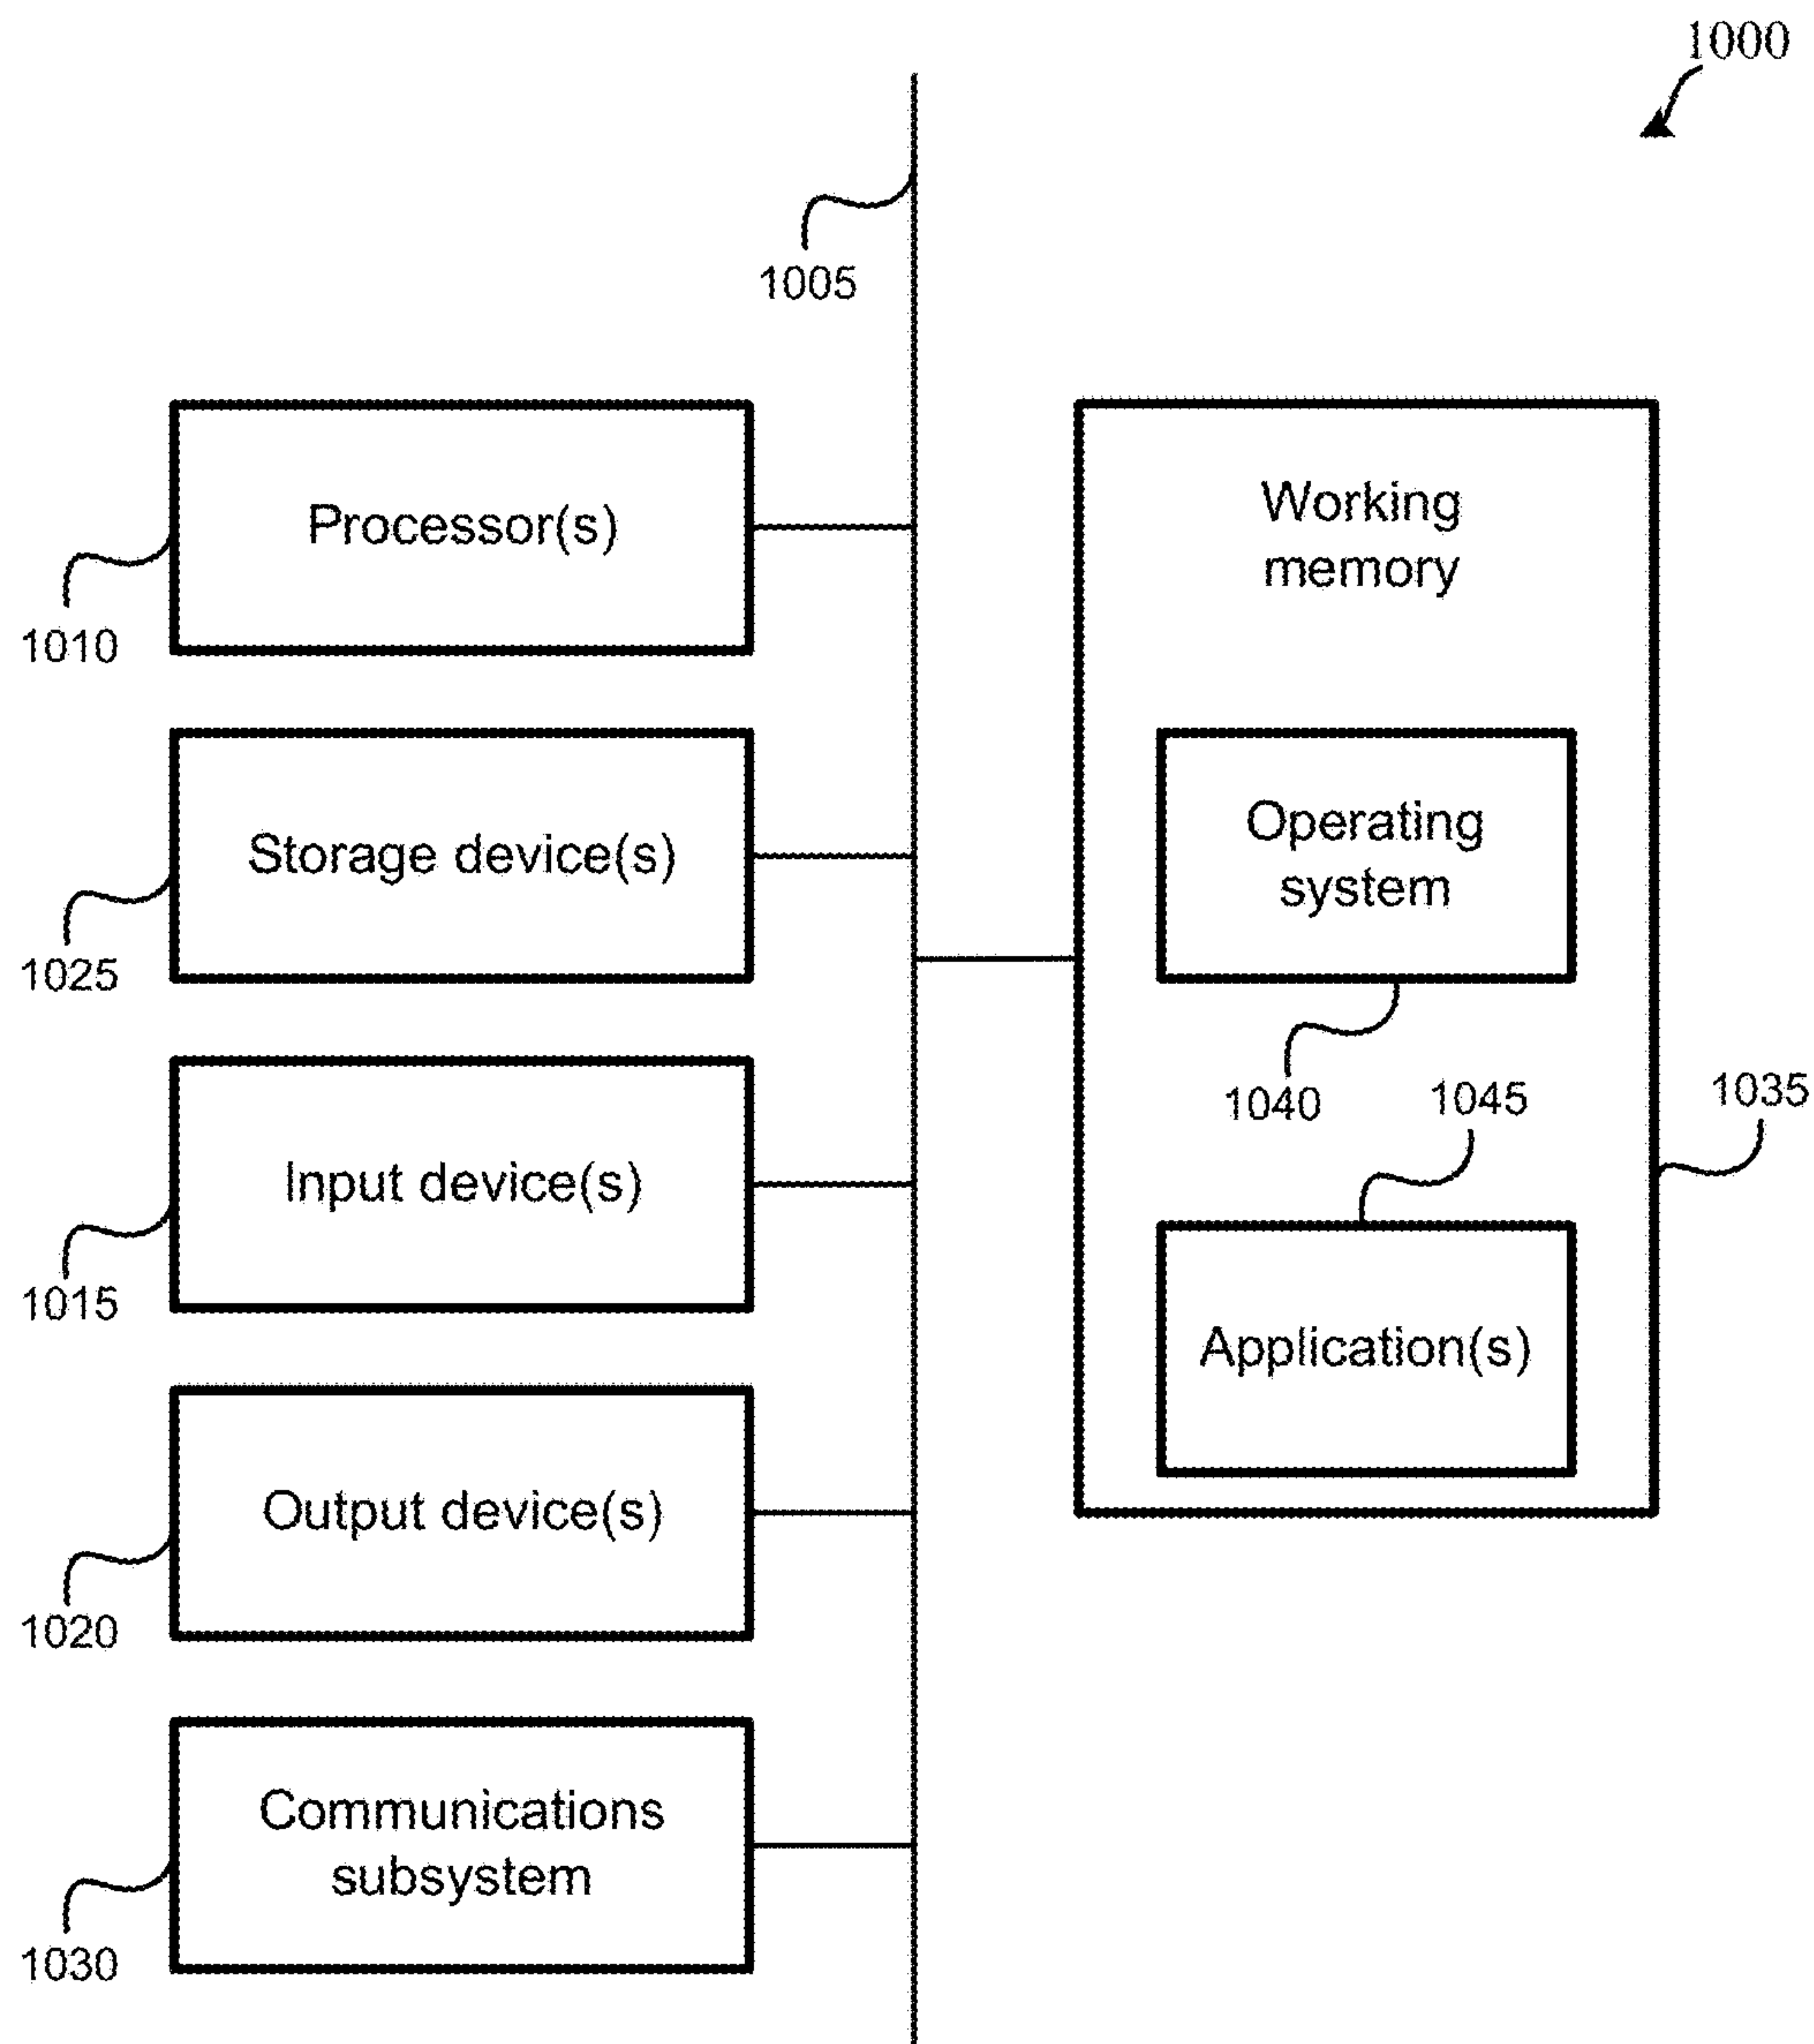 1000
1005
Processor(s)
1010
Storage device(s)
1025
Input device(s)
1015
Output device(s)
1020
Communications
subsystem
1030
Working
memory
Operating
system
1040
1045
1035
Application(s)